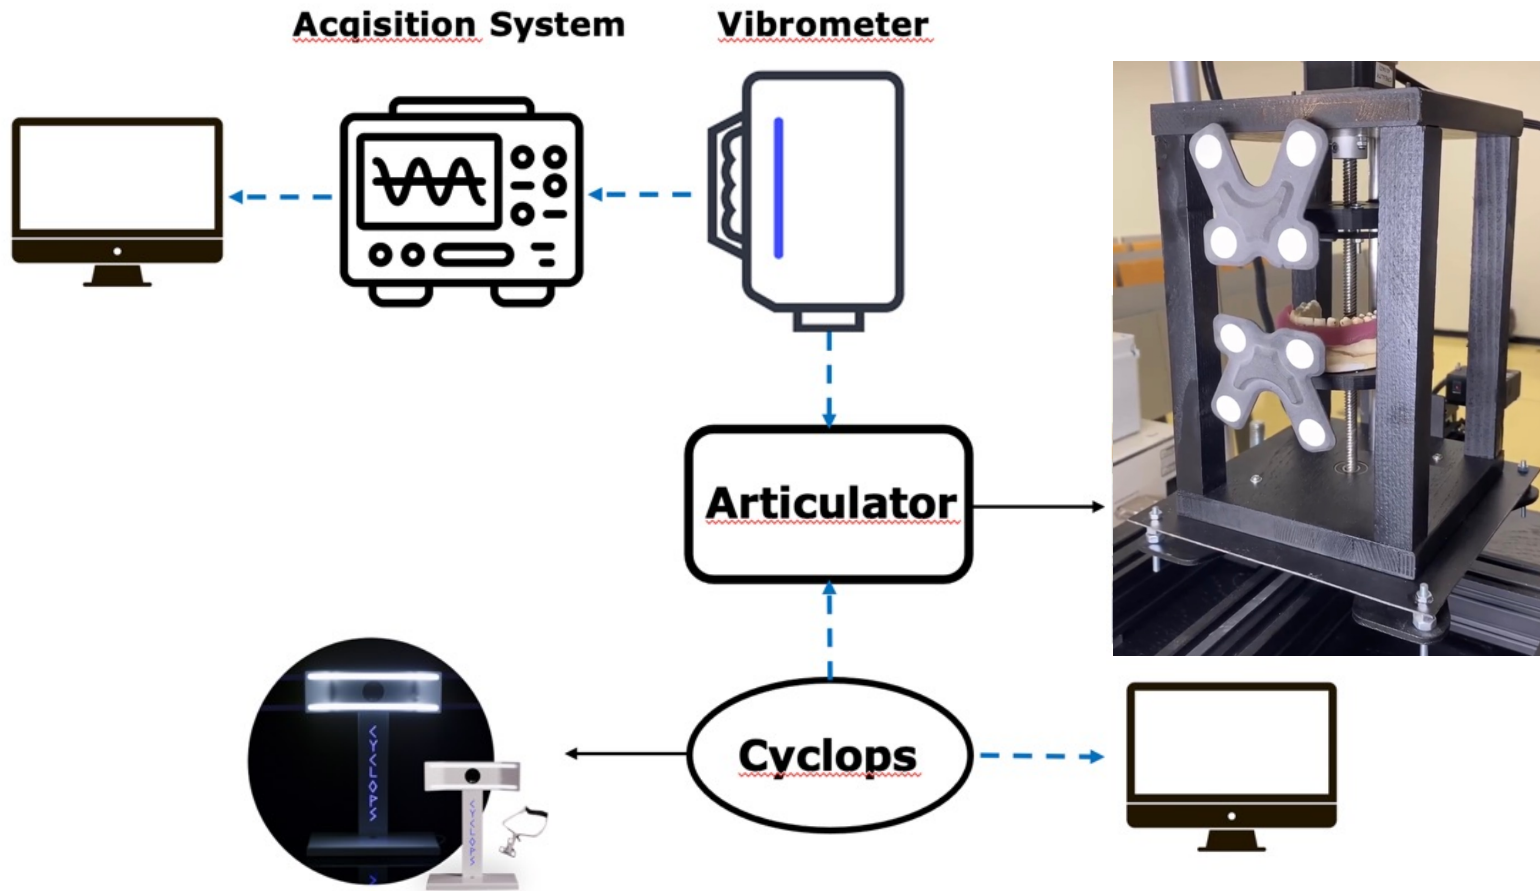 Acqisition System
Vibrometer
Articulator
Cyclops
CYCLOPS
CYCLOPS